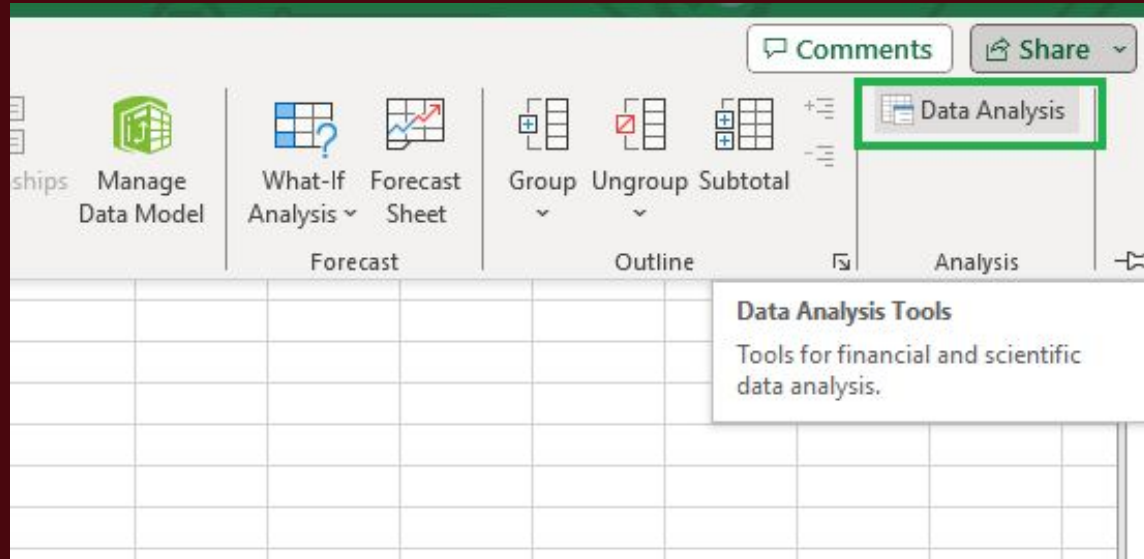 Comments
Share
Data Analysis
ships
Manage
Data Model
What-If
Analysis
Forecast
Sheet
Group
Ungroup
Subtotal
Forecast
Outline
Analysis
Data Analysis Tools
Tools for financial and scientific
data analysis.